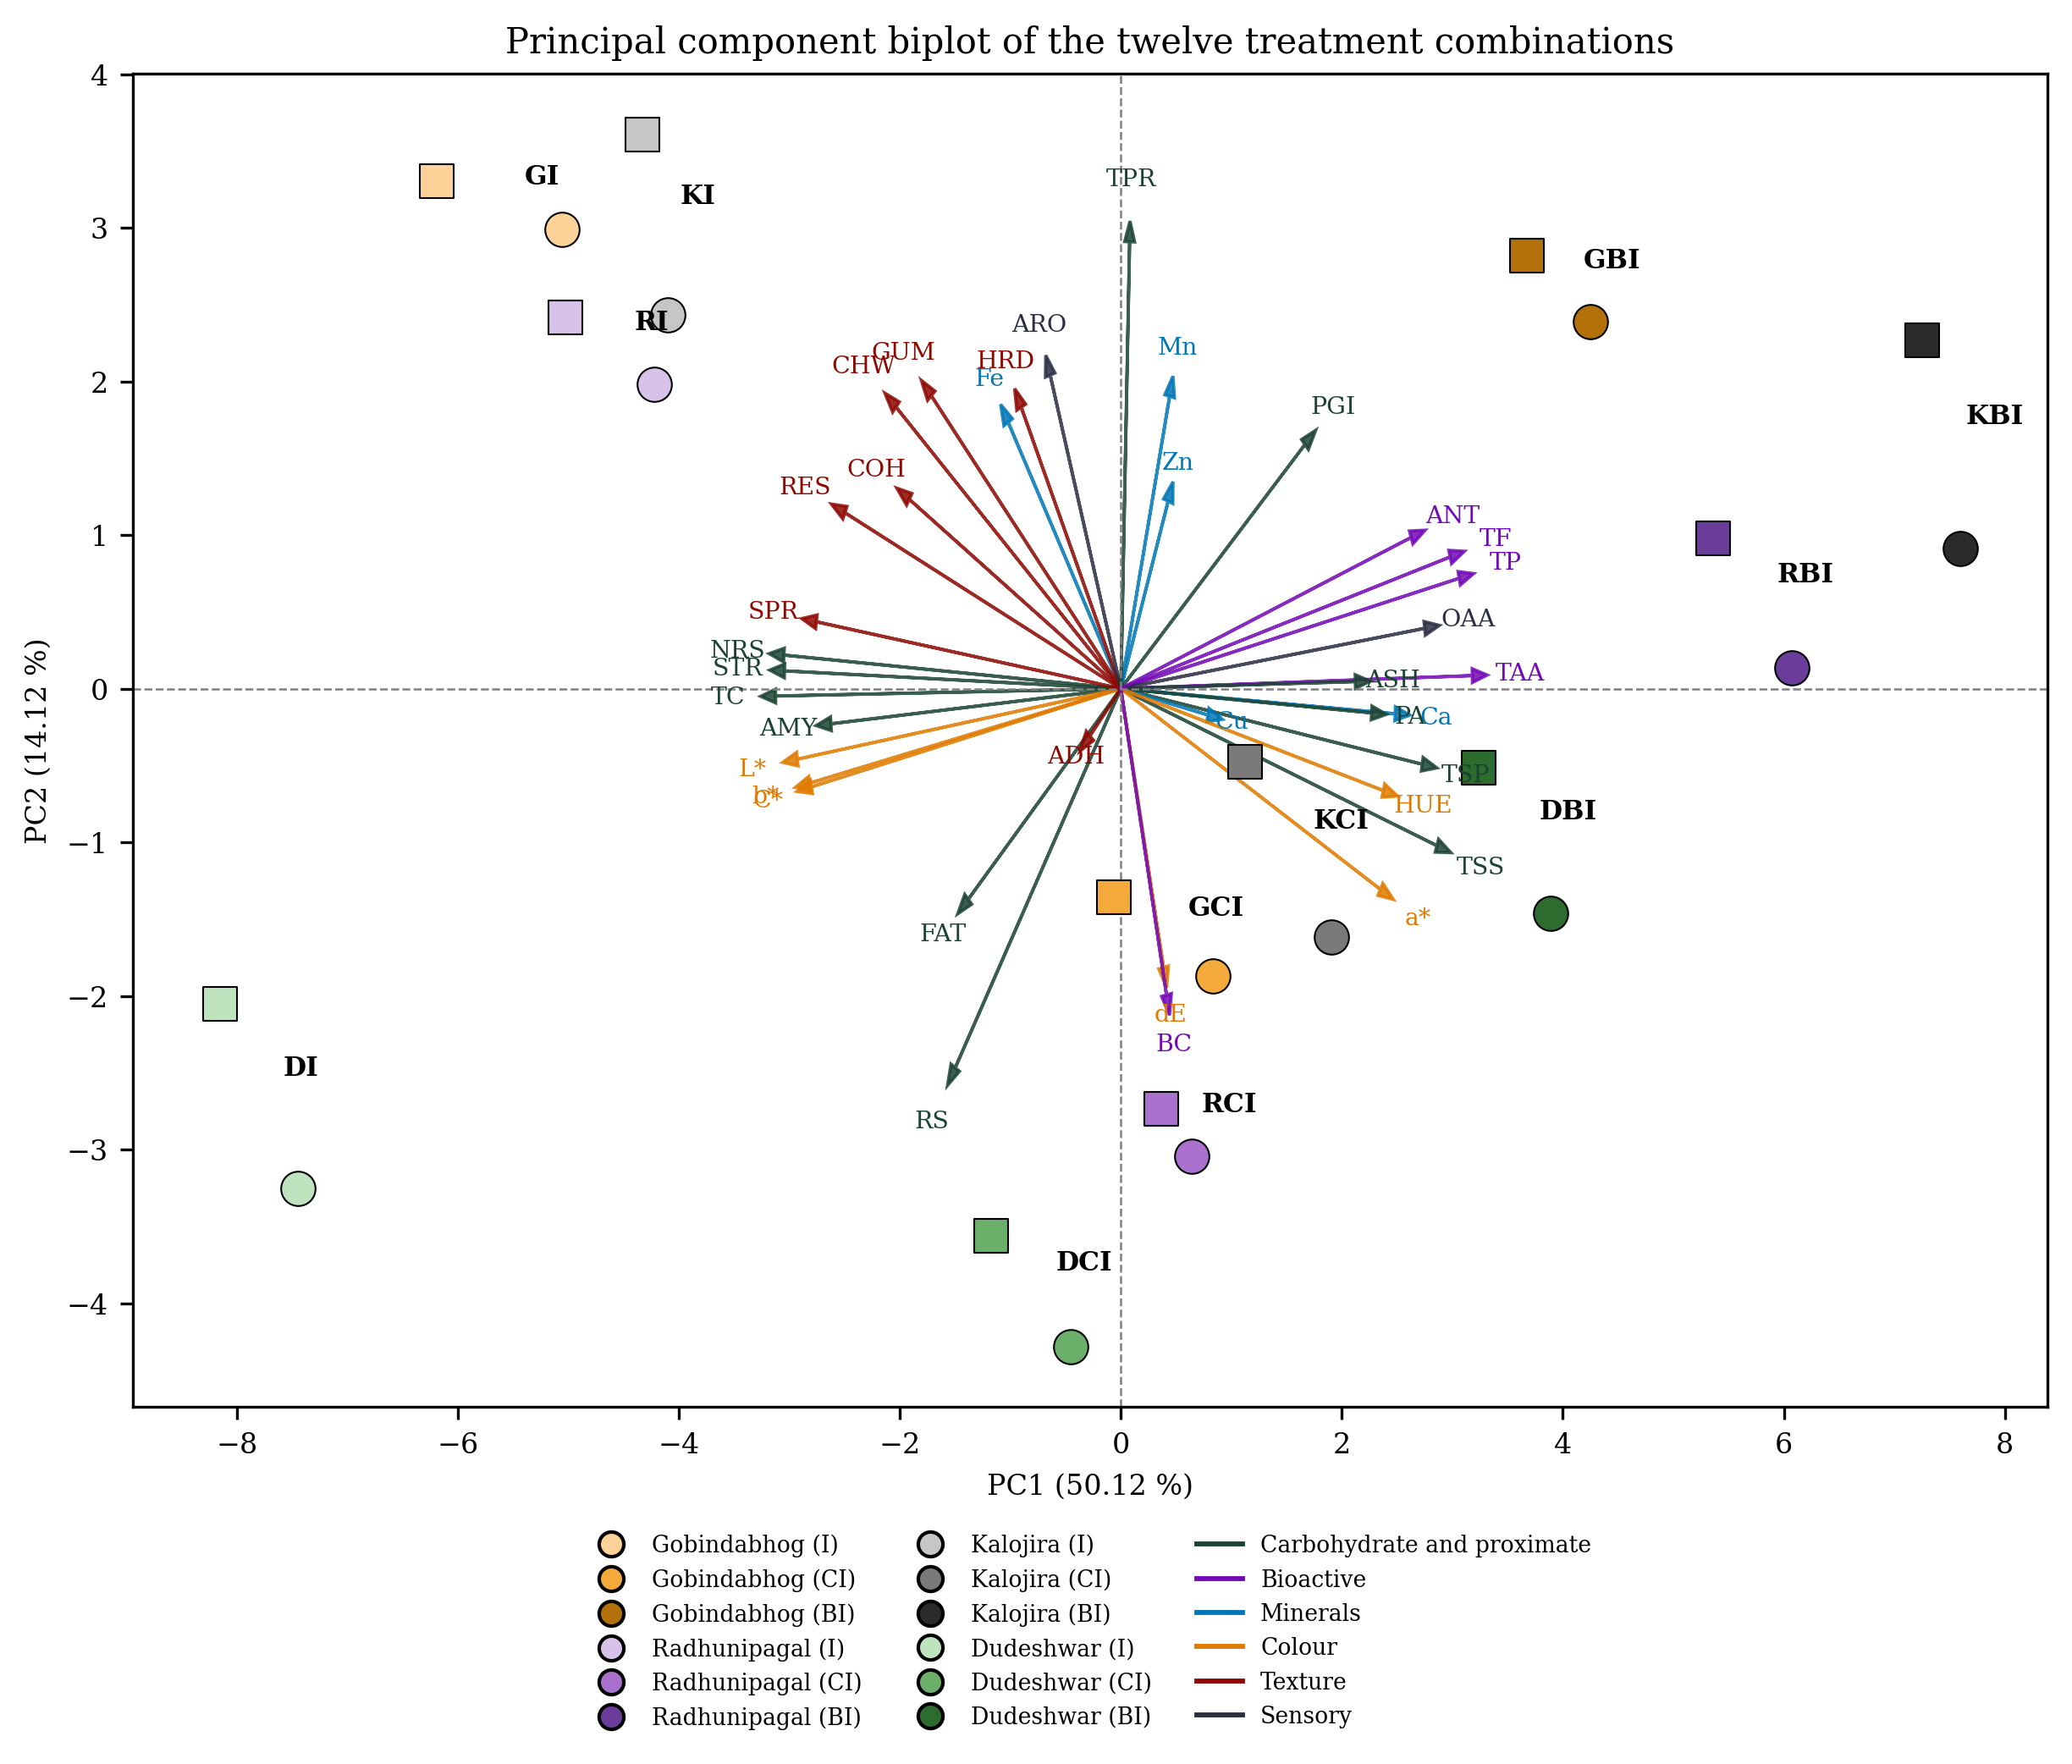 Principal component biplot of the twelve treatment combinations
4
3
2
1
0
−1
−2
−3
−4
PC2 (14.12 %)
GI
KI
TPR
GBI
RI
ARO
KBI
GUM
CHW
HRD
Fe
Mn
PGI
COH
RES
Zn
ANT
TF
TP
RBI
SPR
OAA
NRS
STR
TC
ASH
TAA
AMY
Cu
PA
Ca
ADH
L*
b*
C*
TSP
HUE
DBI
KCI
TSS
GCI
a*
FAT
dE
BC
DI
RS
RCI
DCI
−8 −6 −4 −2 0 2 4 6 8
PC1 (50.12 %)
Gobindabhog (I)
Gobindabhog (CI)
Gobindabhog (BI)
Radhunipagal (I)
Radhunipagal (CI)
Radhunipagal (BI)
Kalojira (I)
Kalojira (CI)
Kalojira (BI)
Dudeshwar (I)
Dudeshwar (CI)
Dudeshwar (BI)
Carbohydrate and proximate
Bioactive
Minerals
Colour
Texture
Sensory